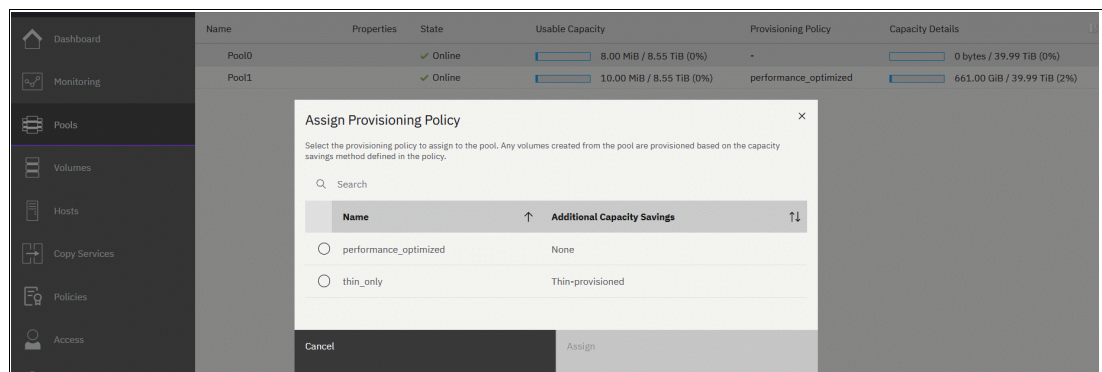 Name Properties State Usable Capacity Provisioning Policy Capacity Details
Dashboard
Pool0 Online 8.00 MiB / 8.55 TiB (0%) - 0 bytes / 39.99 TiB (0%)
Pool1 Online 10.00 MiB / 8.55 TiB (0%) performance_optimized 661.00 GiB / 39.99 TiB (2%)
Monitoring
Pools
Volumes
Hosts
Copy Services
Policies
Access
Assign Provisioning Policy
Select the provisioning policy to assign to the pool. Any volumes created from the pool are provisioned based on the capacity
savings method defined in the policy.
Search
Name Additional Capacity Savings
performance_optimized None
thin_only Thin-provisioned
Cancel Assign